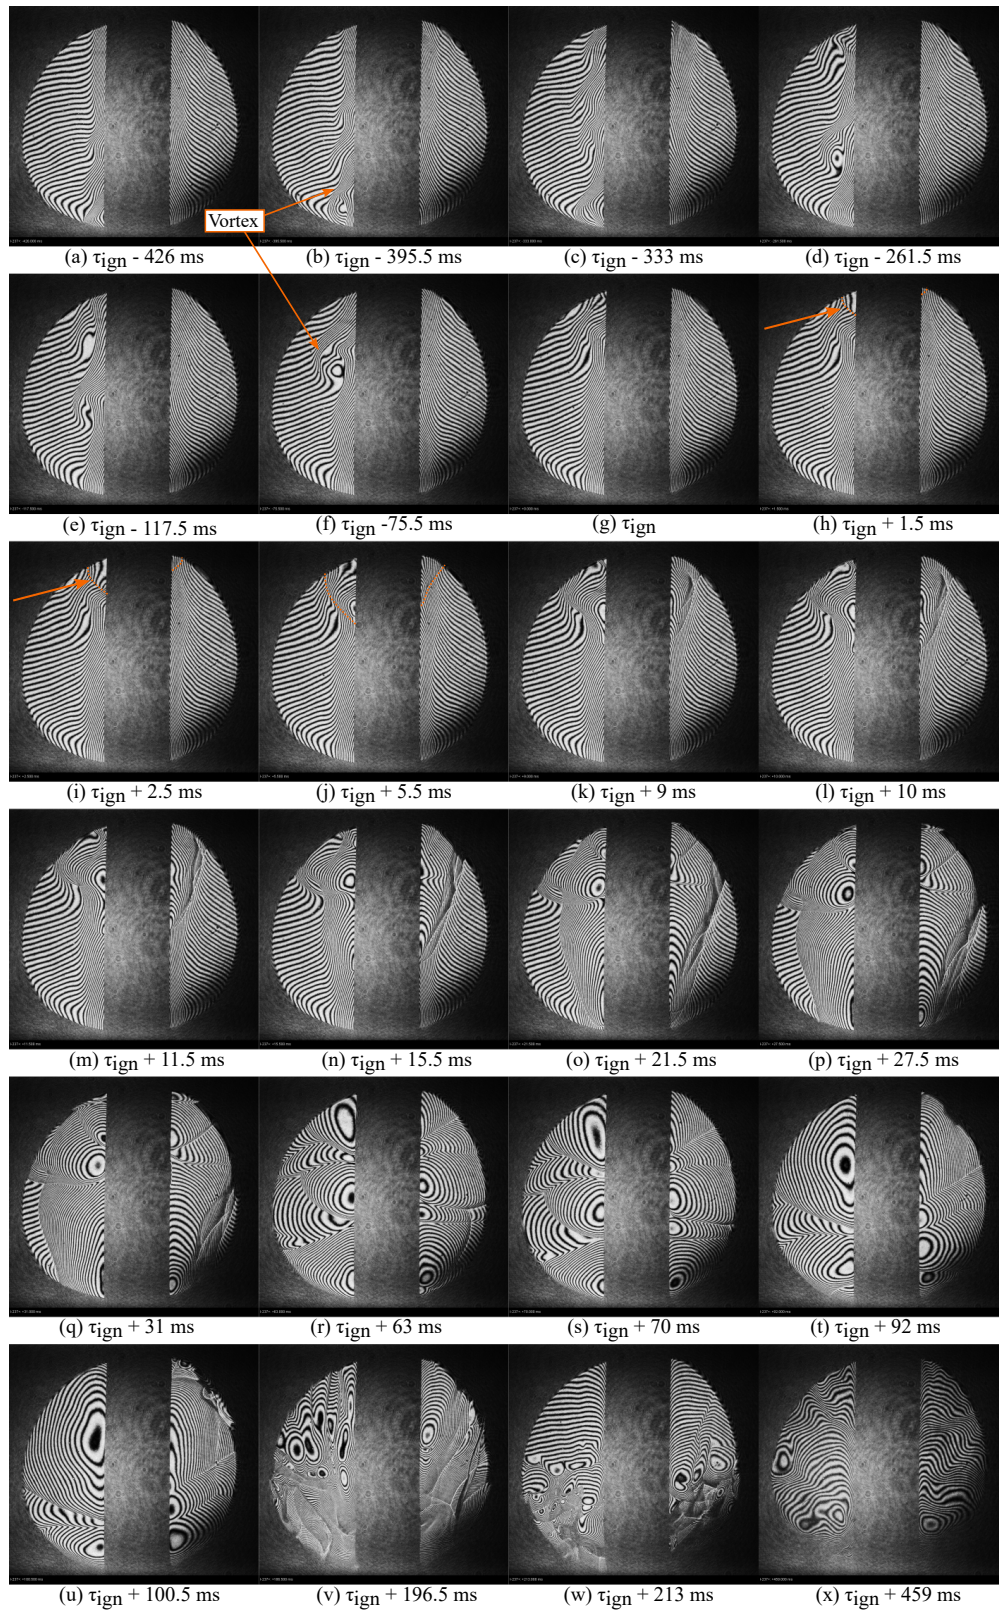 Vortex
(a) τign - 426 ms
(b) τign - 395.5 ms
(c) τign - 333 ms
(d) τign - 261.5 ms
(e) τign - 117.5 ms
(f) τign -75.5 ms
(g) τign
(h) τign + 1.5 ms
(i) τign + 2.5 ms
(j) τign + 5.5 ms
(k) τign + 9 ms
(l) τign + 10 ms
(m) τign + 11.5 ms
(n) τign + 15.5 ms
(o) τign + 21.5 ms
(p) τign + 27.5 ms
(q) τign + 31 ms
(r) τign + 63 ms
(s) τign + 70 ms
(t) τign + 92 ms
(u) τign + 100.5 ms
(v) τign + 196.5 ms
(w) τign + 213 ms
(x) τign + 459 ms